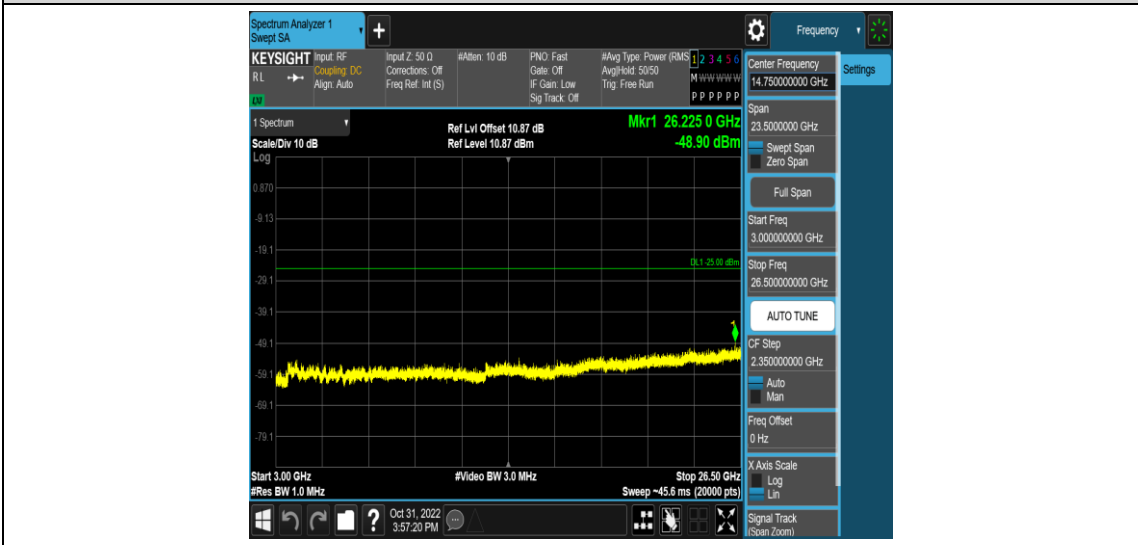 Spectrum Analyzer 1
Swept SA
+
Frequency
KEYSIGHT
RL
LXI
Input: RF
Coupling: DC
Align: Auto
Input Z: 50 Ω
Corrections: Off
Freq Ref: Int (S)
#Atten: 10 dB
PNO: Fast
Gate: Off
IF Gain: Low
Sig Track: Off
#Avg Type: Power (RMS
Avg|Hold: 50/50
Trig: Free Run
1 2 3 4 5 6
M W W W W W
P P P P P P
1 Spectrum
Scale/Div 10 dB
Log
Ref Lvl Offset 10.87 dB
Ref Level 10.87 dBm
Mkr1 26.225 0 GHz
-48.90 dBm
0.870
-9.13
-19.1
DL1 -25.00 dBm
-29.1
-39.1
1
-49.1
-59.1
-69.1
-79.1
Start 3.00 GHz
#Res BW 1.0 MHz
#Video BW 3.0 MHz
Stop 26.50 GHz
Sweep ~45.6 ms (20000 pts)
?
Oct 31, 2022
3:57:20 PM
Center Frequency
14.750000000 GHz
Settings
Span
23.5000000 GHz
Swept Span
Zero Span
Full Span
Start Freq
3.000000000 GHz
Stop Freq
26.500000000 GHz
AUTO TUNE
CF Step
2.350000000 GHz
Auto
Man
Freq Offset
0 Hz
X Axis Scale
Log
Lin
Signal Track
(Span Zoom)